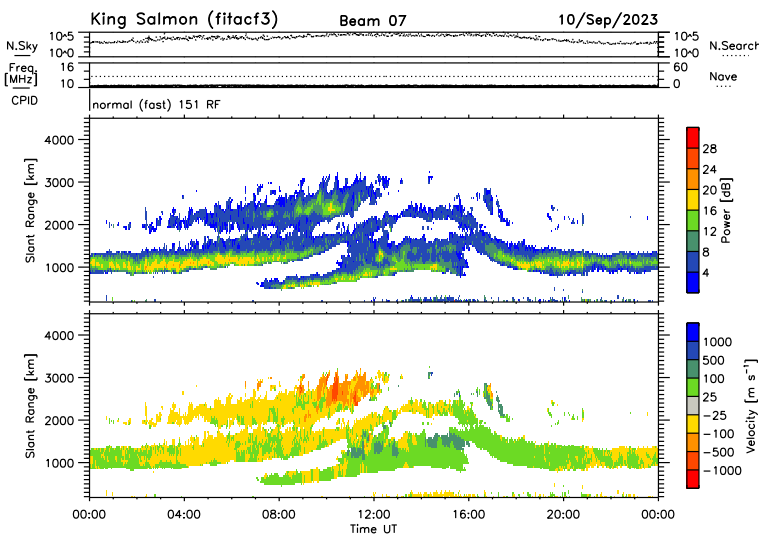 King Salmon (fitacf3) Beam 07 10/Sep/2023
N.Sky 10^5 10^0 10^5 10^0 N.Search
Freq. [MHz] 16 10 60 0 Nave
CPID normal (fast) 151 RF
Slant Range [km] 4000 3000 2000 1000
Power [dB] 28 24 20 16 12 8 4
Slant Range [km] 4000 3000 2000 1000
Velocity [m s⁻¹] 1000 500 100 25 −25 −100 −500 −1000
00:00 04:00 08:00 12:00 16:00 20:00 00:00
Time UT